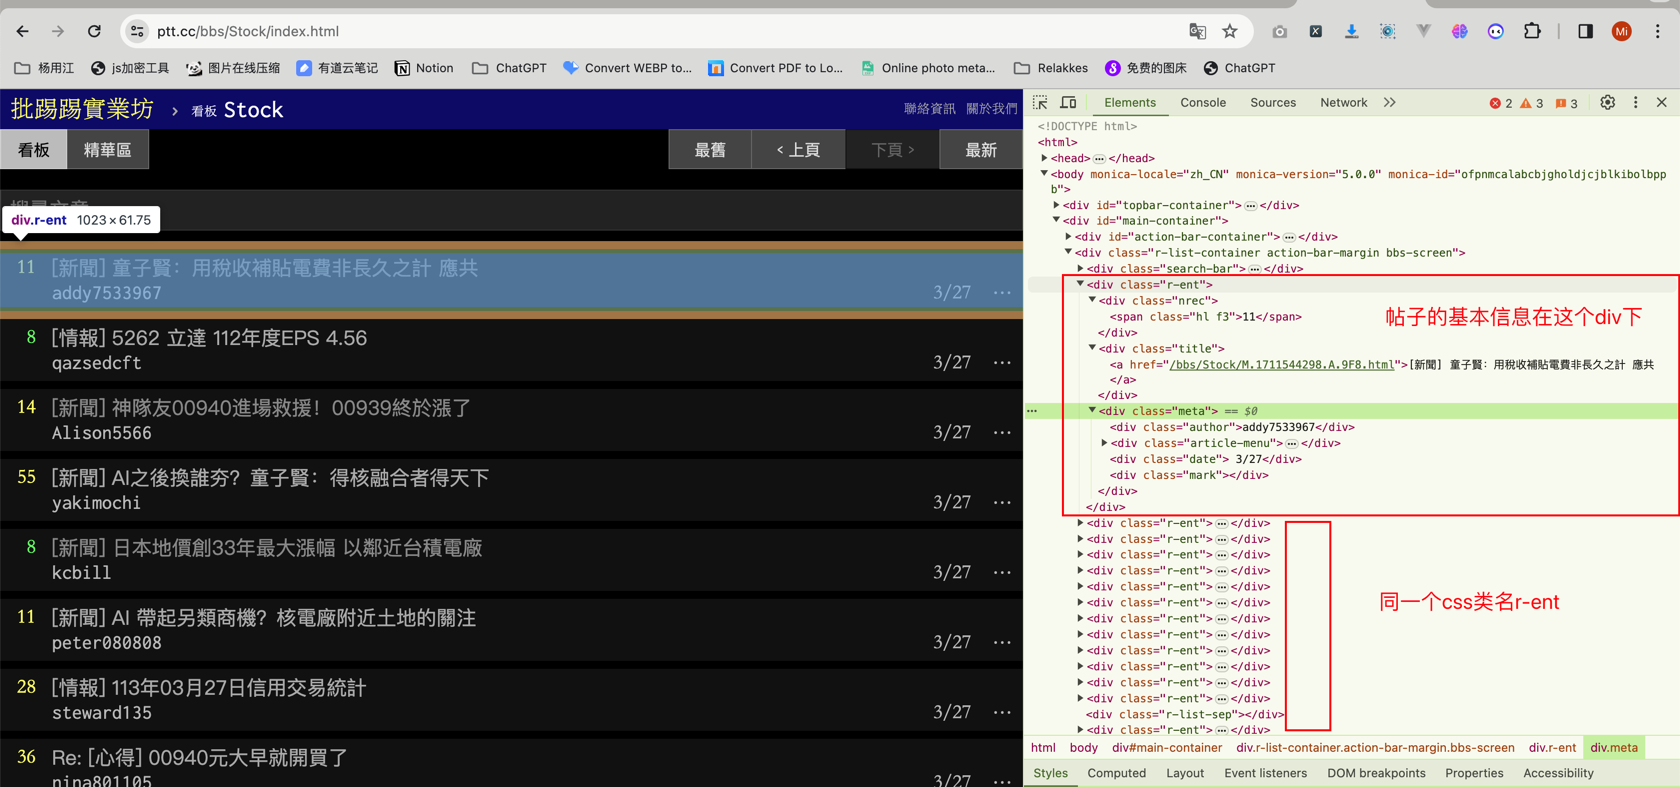 ptt.cc/bbs/Stock/index.html
Mi
杨用江
js加密工具
图片在线压缩
有道云笔记
Notion
ChatGPT
Convert WEBP to...
Convert PDF to Lo...
Online photo meta...
Relakkes
免费的图床
ChatGPT
批踢踢實業坊 › 看板 Stock
聯絡資訊 關於我們
看板
精華區
最舊
‹ 上頁
下頁 ›
最新
div.r-ent 1023 × 61.75
11 [新聞] 童子賢：用稅收補貼電費非長久之計 應共
addy7533967 3/27 ...
8 [情報] 5262 立達 112年度EPS 4.56
qazsedcft 3/27 ...
14 [新聞] 神隊友00940進場救援！00939終於漲了
Alison5566 3/27 ...
55 [新聞] AI之後換誰夯？童子賢：得核融合者得天下
yakimochi 3/27 ...
8 [新聞] 日本地價創33年最大漲幅 以鄰近台積電廠
kcbill 3/27 ...
11 [新聞] AI 帶起另類商機？核電廠附近土地的關注
peter080808 3/27 ...
28 [情報] 113年03月27日信用交易統計
steward135 3/27 ...
36 Re: [心得] 00940元大早就開買了
nina801105 3/27 ...
Elements Console Sources Network >> 2 3 3
<!DOCTYPE html>
<html>
<head> ... </head>
<body monica-locale="zh_CN" monica-version="5.0.0" monica-id="ofpnmcalabcbjgholdjcjblkibolbpp
b">
<div id="topbar-container"> ... </div>
<div id="main-container">
<div id="action-bar-container"> ... </div>
<div class="r-list-container action-bar-margin bbs-screen">
<div class="search-bar"> ... </div>
<div class="r-ent">
<div class="nrec">
<span class="hl f3">11</span>
</div>
<div class="title">
<a href="/bbs/Stock/M.1711544298.A.9F8.html">[新聞] 童子賢：用稅收補貼電費非長久之計 應共
</a>
</div>
... <div class="meta"> == $0
<div class="author">addy7533967</div>
<div class="article-menu"> ... </div>
<div class="date"> 3/27</div>
<div class="mark"></div>
</div>
</div>
帖子的基本信息在这个div下
<div class="r-ent"> ... </div>
<div class="r-ent"> ... </div>
<div class="r-ent"> ... </div>
<div class="r-ent"> ... </div>
<div class="r-ent"> ... </div>
<div class="r-ent"> ... </div>
<div class="r-ent"> ... </div>
<div class="r-ent"> ... </div>
<div class="r-ent"> ... </div>
<div class="r-ent"> ... </div>
<div class="r-ent"> ... </div>
<div class="r-ent"> ... </div>
<div class="r-list-sep"></div>
<div class="r-ent"> ... </div>
同一个css类名r-ent
html body div#main-container div.r-list-container.action-bar-margin.bbs-screen div.r-ent div.meta
Styles Computed Layout Event listeners DOM breakpoints Properties Accessibility